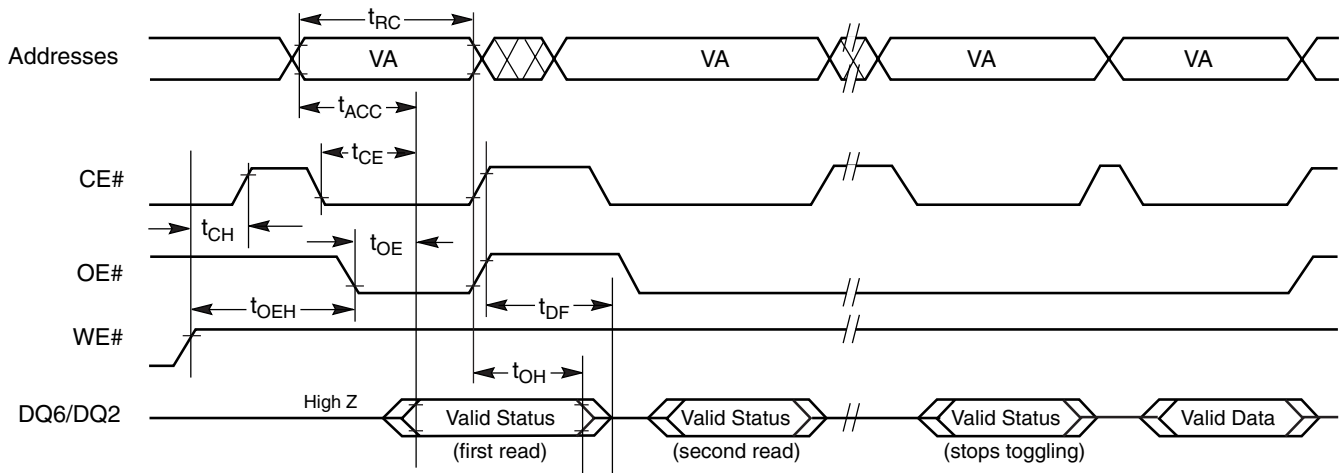 tRC
Addresses VA VA VA VA
tACC
tCE
CE#
tCH tOE
OE#
tOEH tDF
WE#
tOH
DQ6/DQ2 High Z Valid Status Valid Status Valid Status Valid Data
(first read) (second read) (stops toggling)